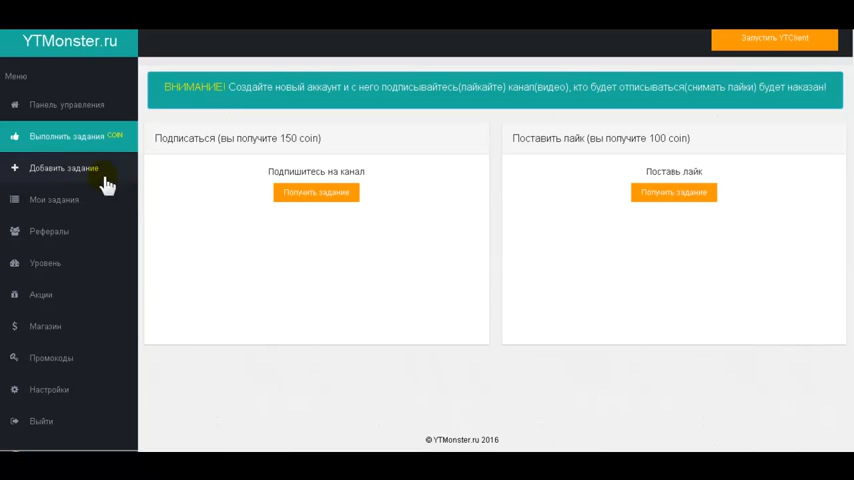 YTMonster.ru
Запустить YTClient
Меню
ВНИМАНИЕ! Создайте новый аккаунт и с него подписывайтесь(лайкайте) канал(видео), кто будет отписываться(снимать лайки) будет наказан!
Панель управления
Выполнить задания COIN
Добавить задание
Мои задания
Рефералы
Уровень
Акции
Магазин
Промокоды
Настройки
Выйти
Подписаться (вы получите 150 coin)
Подпишитесь на канал
Получить задание
Поставить лайк (вы получите 100 coin)
Поставь лайк
Получить задание
© YTMonster.ru 2016